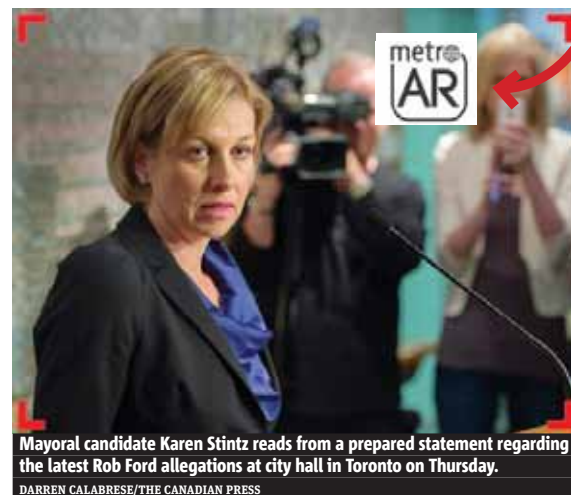 metro
AR
Mayoral candidate Karen Stintz reads from a prepared statement regarding
the latest Rob Ford allegations at city hall in Toronto on Thursday.
DARREN CALABRESE/THE CANADIAN PRESS